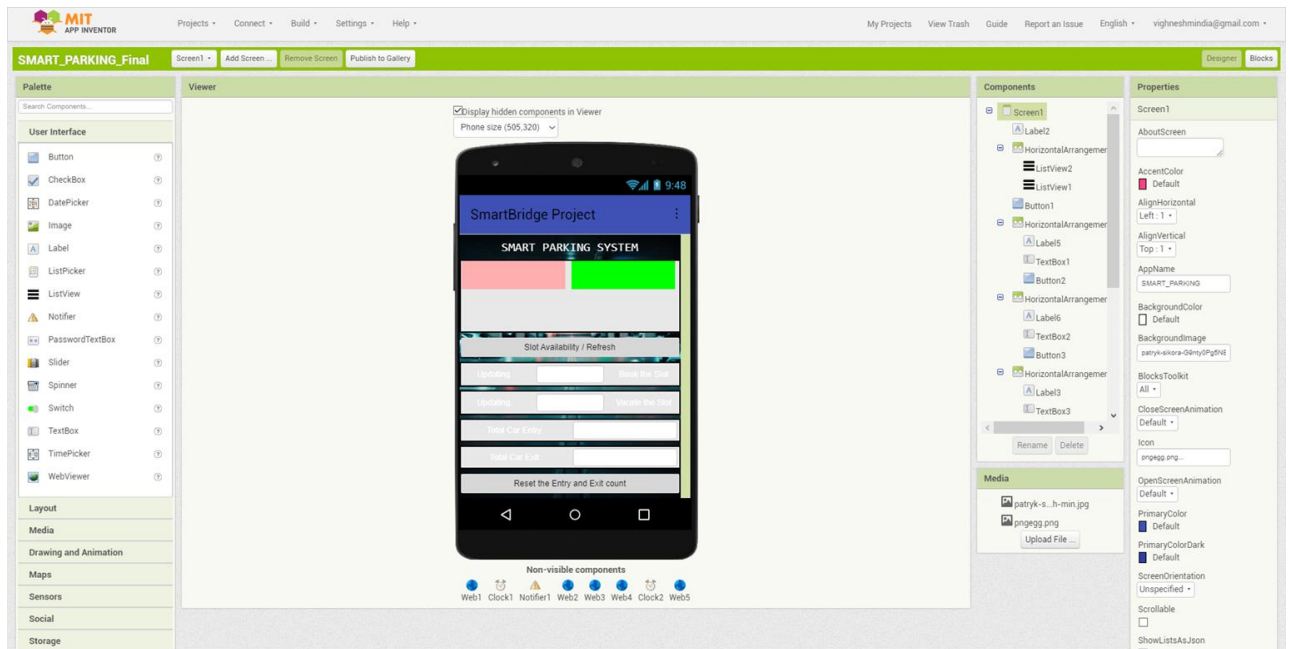 MIT
APP INVENTOR
Projects Connect Build Settings Help My Projects View Trash Guide Report an Issue English vighneshmindia@gmail.com
SMART_PARKING_Final Screen1 Add Screen ... Remove Screen Publish to Gallery Designer Blocks
Palette
Search Components...
User Interface
Button
CheckBox
DatePicker
Image
Label
ListPicker
ListView
Notifier
PasswordTextBox
Slider
Spinner
Switch
TextBox
TimePicker
WebViewer
Layout
Media
Drawing and Animation
Maps
Sensors
Social
Storage
Viewer
Display hidden components in Viewer
Phone size (505,320)
9:48
SmartBridge Project
SMART PARKING SYSTEM
Slot Availability / Refresh
Updating Book the Slot
Updating Vacate the Slot
Total Car Entry
Total Car Exit
Reset the Entry and Exit count
Non-visible components
Web1 Clock1 Notifier1 Web2 Web3 Web4 Clock2 Web5
Components
Screen1
Label2
HorizontalArrangemer
ListView2
ListView1
Button1
HorizontalArrangemer
Label5
TextBox1
Button2
HorizontalArrangemer
Label6
TextBox2
Button3
HorizontalArrangemer
Label3
TextBox3
Rename Delete
Media
patryk-s...h-min.jpg
pngegg.png
Upload File ...
Properties
Screen1
AboutScreen
AccentColor
Default
AlignHorizontal
Left : 1
AlignVertical
Top : 1
AppName
SMART_PARKING
BackgroundColor
Default
BackgroundImage
BlocksToolkit
All
CloseScreenAnimation
Default
Icon
pngegg.png...
OpenScreenAnimation
Default
PrimaryColor
Default
PrimaryColorDark
Default
ScreenOrientation
Unspecified
Scrollable
ShowListsAsJson